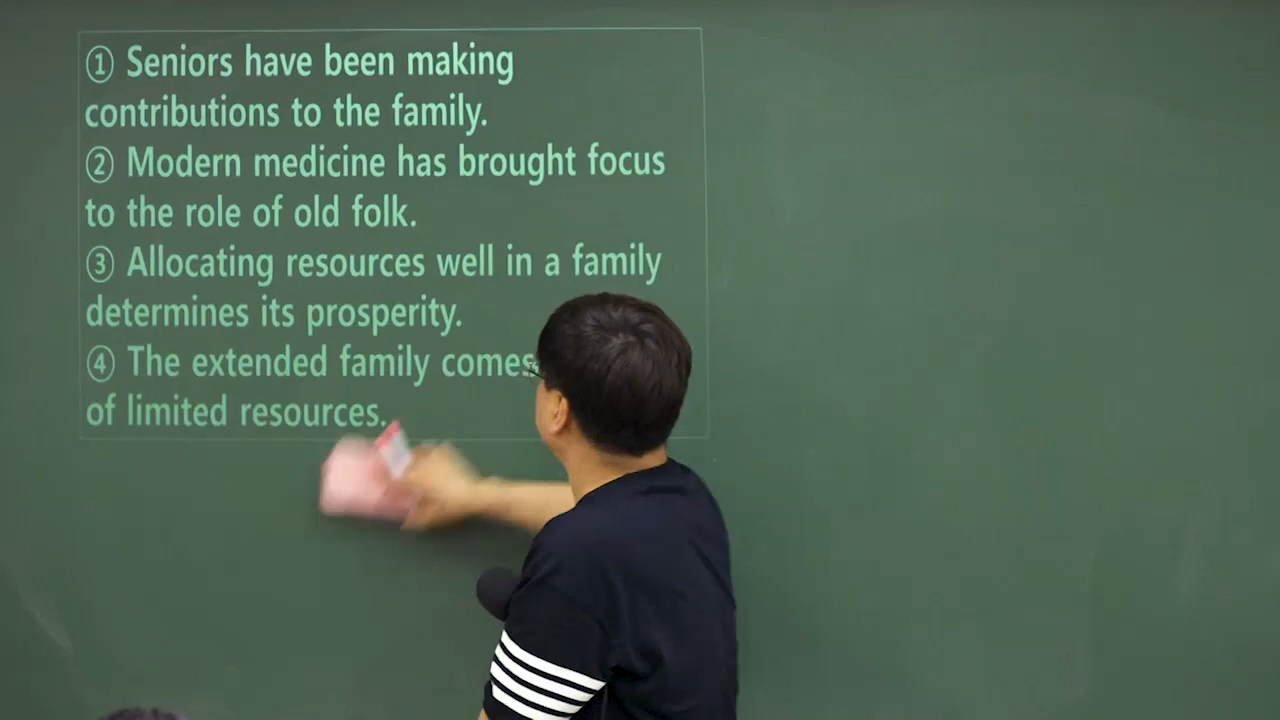 ① Seniors have been making
contributions to the family.
② Modern medicine has brought focus
to the role of old folk.
③ Allocating resources well in a family
determines its prosperity.
④ The extended family comes
of limited resources.